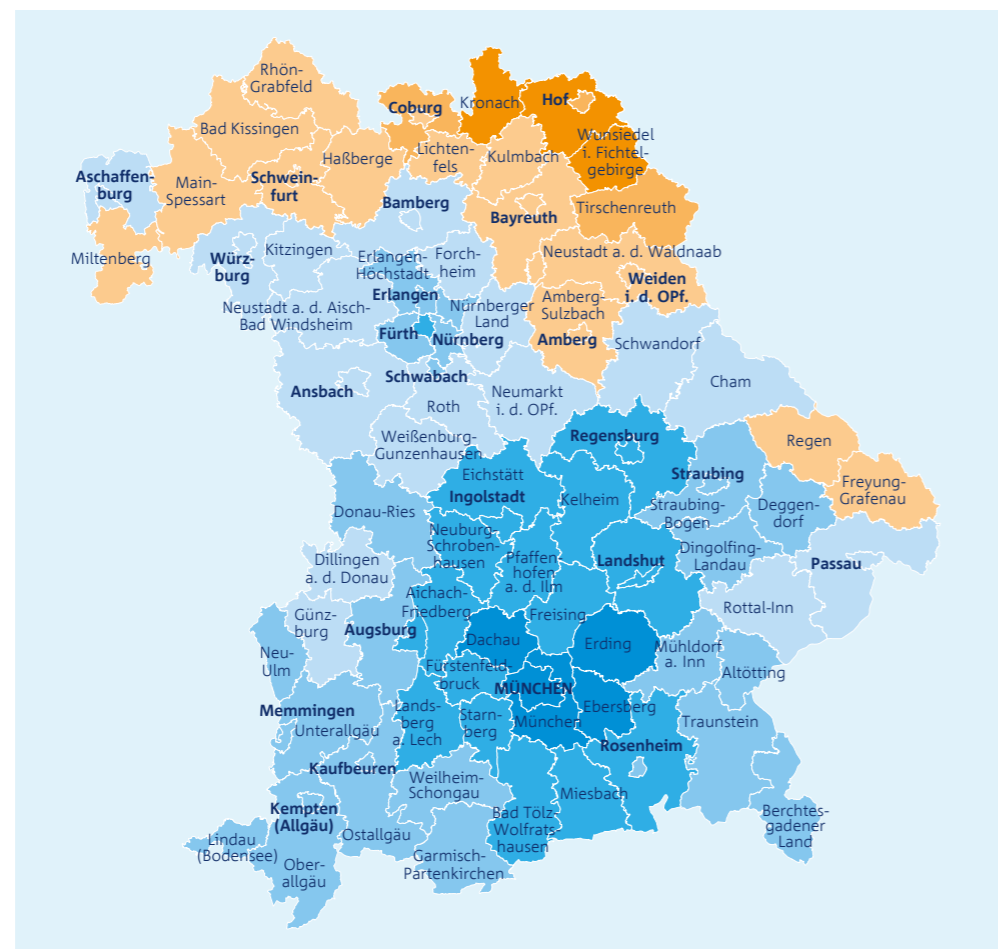 Rhön-
Grabfeld
Kronach
Hof
Coburg
Bad Kissingen
Wunsiedel
i. Fichtel-
gebirge
Lichten-
fels
Kulmbach
Haßberge
Aschaffen-
burg
Main-
Spessart
Schwein-
furt
Bamberg
Bayreuth
Tirschenreuth
Miltenberg
Würz-
burg
Kitzingen
Erlangen-
Höchstadt
Forch-
heim
Neustadt a. d. Waldnaab
Weiden
i. d. OPf.
Erlangen
Neustadt a. d. Aisch-
Bad Windsheim
Nürnberger
Land
Amberg-
Sulzbach
Fürth
Nürnberg
Amberg
Schwandorf
Schwabach
Ansbach
Roth
Neumarkt
i. d. OPf.
Cham
Weißenburg-
Gunzenhausen
Regensburg
Regen
Eichstätt
Ingolstadt
Kelheim
Straubing
Freyung-
Grafenau
Donau-Ries
Straubing-
Bogen
Deggen-
dorf
Neuburg-
Schroben-
hausen
Pfaffen-
hofen
a. d. Ilm
Landshut
Dingolfing-
Landau
Passau
Dillingen
a. d. Donau
Aichach-
Friedberg
Freising
Rottal-Inn
Günz-
burg
Augsburg
Dachau
Erding
Mühldorf
a. Inn
Neu-
Ulm
Fürstenfeld-
bruck
Altötting
MÜNCHEN
Memmingen
Unterallgäu
Lands-
berg
a. Lech
Starn-
berg
München
Ebersberg
Traunstein
Rosenheim
Kaufbeuren
Weilheim-
Schongau
Miesbach
Kempten
(Allgäu)
Ostallgäu
Bad Tölz-
Wolfrats-
hausen
Berchtes-
gadener
Land
Lindau
(Bodensee)
Ober-
allgäu
Garmisch-
Partenkirchen